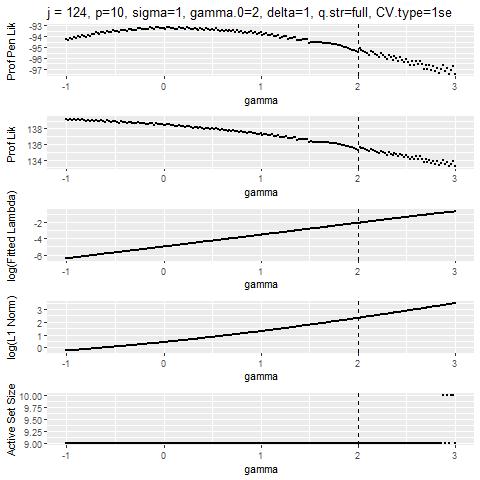 j = 124, p=10, sigma=1, gamma.0=2, delta=1, q.str=full, CV.type=1se
Prof Pen Lik
-93
-94
-95
-96
-97
-1 0 1 2 3
gamma
Prof Lik
138
136
134
-1 0 1 2 3
gamma
log(Fitted Lambda)
-2
-4
-6
-1 0 1 2 3
gamma
log(L1 Norm)
3
2
1
0
-1 0 1 2 3
gamma
Active Set Size
10.00
9.75
9.50
9.25
9.00
-1 0 1 2 3
gamma